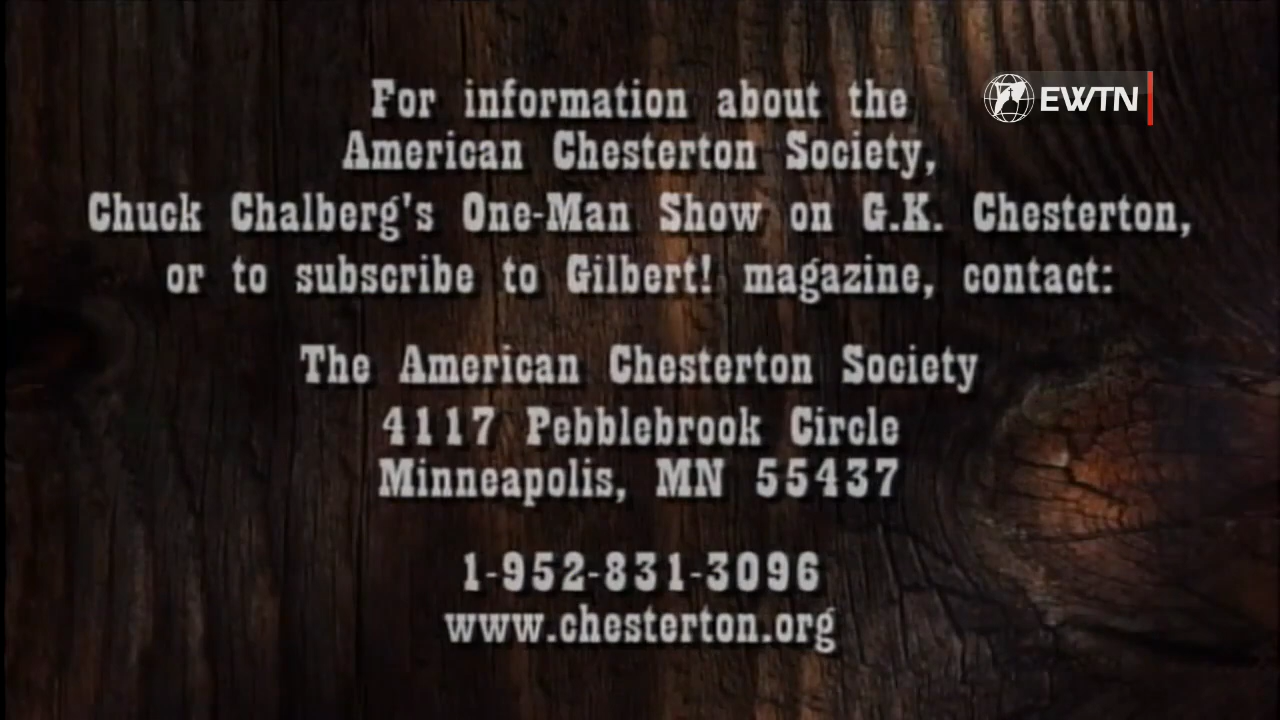 For information about the
EWTN
American Chesterton Society,
Chuck Chalberg's One-Man Show on G.K. Chesterton,
or to subscribe to Gilbert! magazine, contact:
The American Chesterton Society
4117 Pebblebrook Circle
Minneapolis, MN 55437
1-952-831-3096
www.chesterton.org